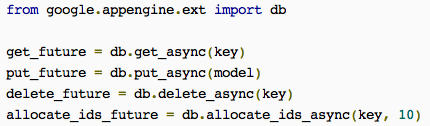 from google.appengine.ext import db
get_future = db.get_async(key)
put_future = db.put_async(model)
delete_future = db.delete_async(key)
allocate_ids_future = db.allocate_ids_async(key, 10)